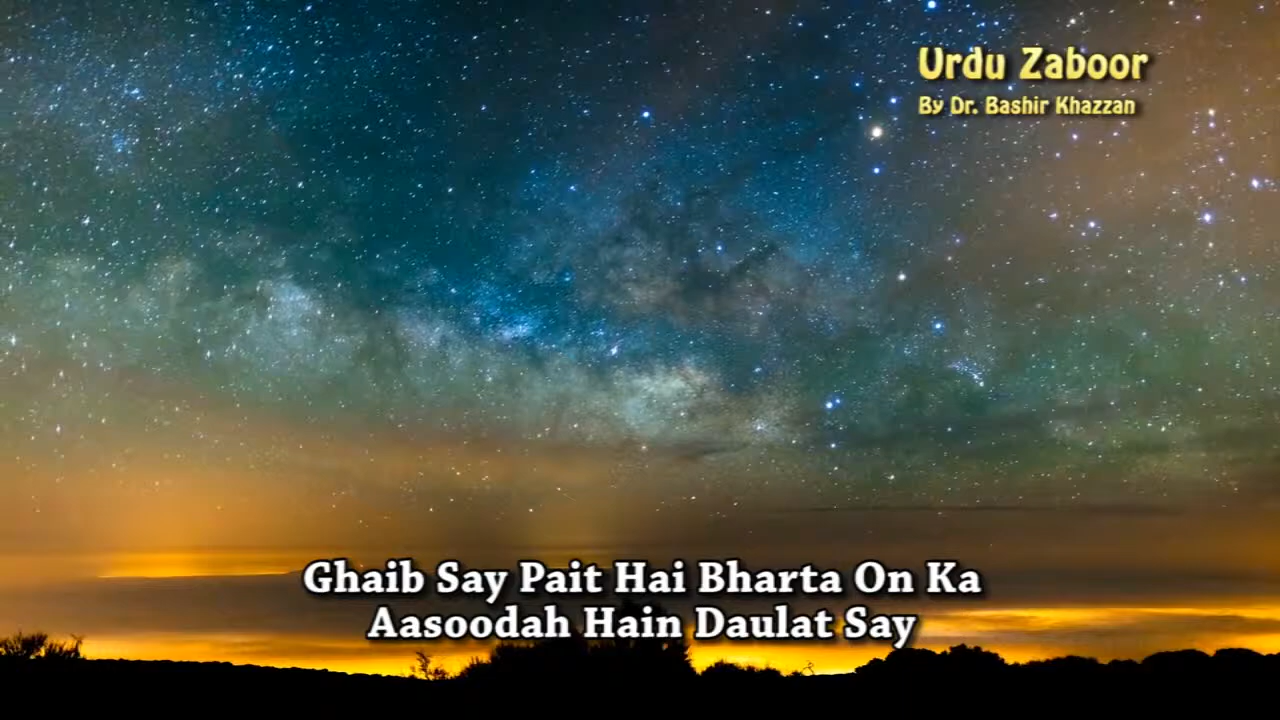 Urdu Zaboor
By Dr. Bashir Khazzan
Ghaib Say Pait Hai Bharta On Ka
Aasoodah Hain Daulat Say